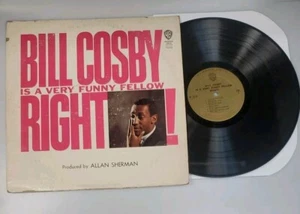 BILL COSBY
IS A VERY FUNNY FELLOW
RIGHT!
Produced by ALLAN SHERMAN